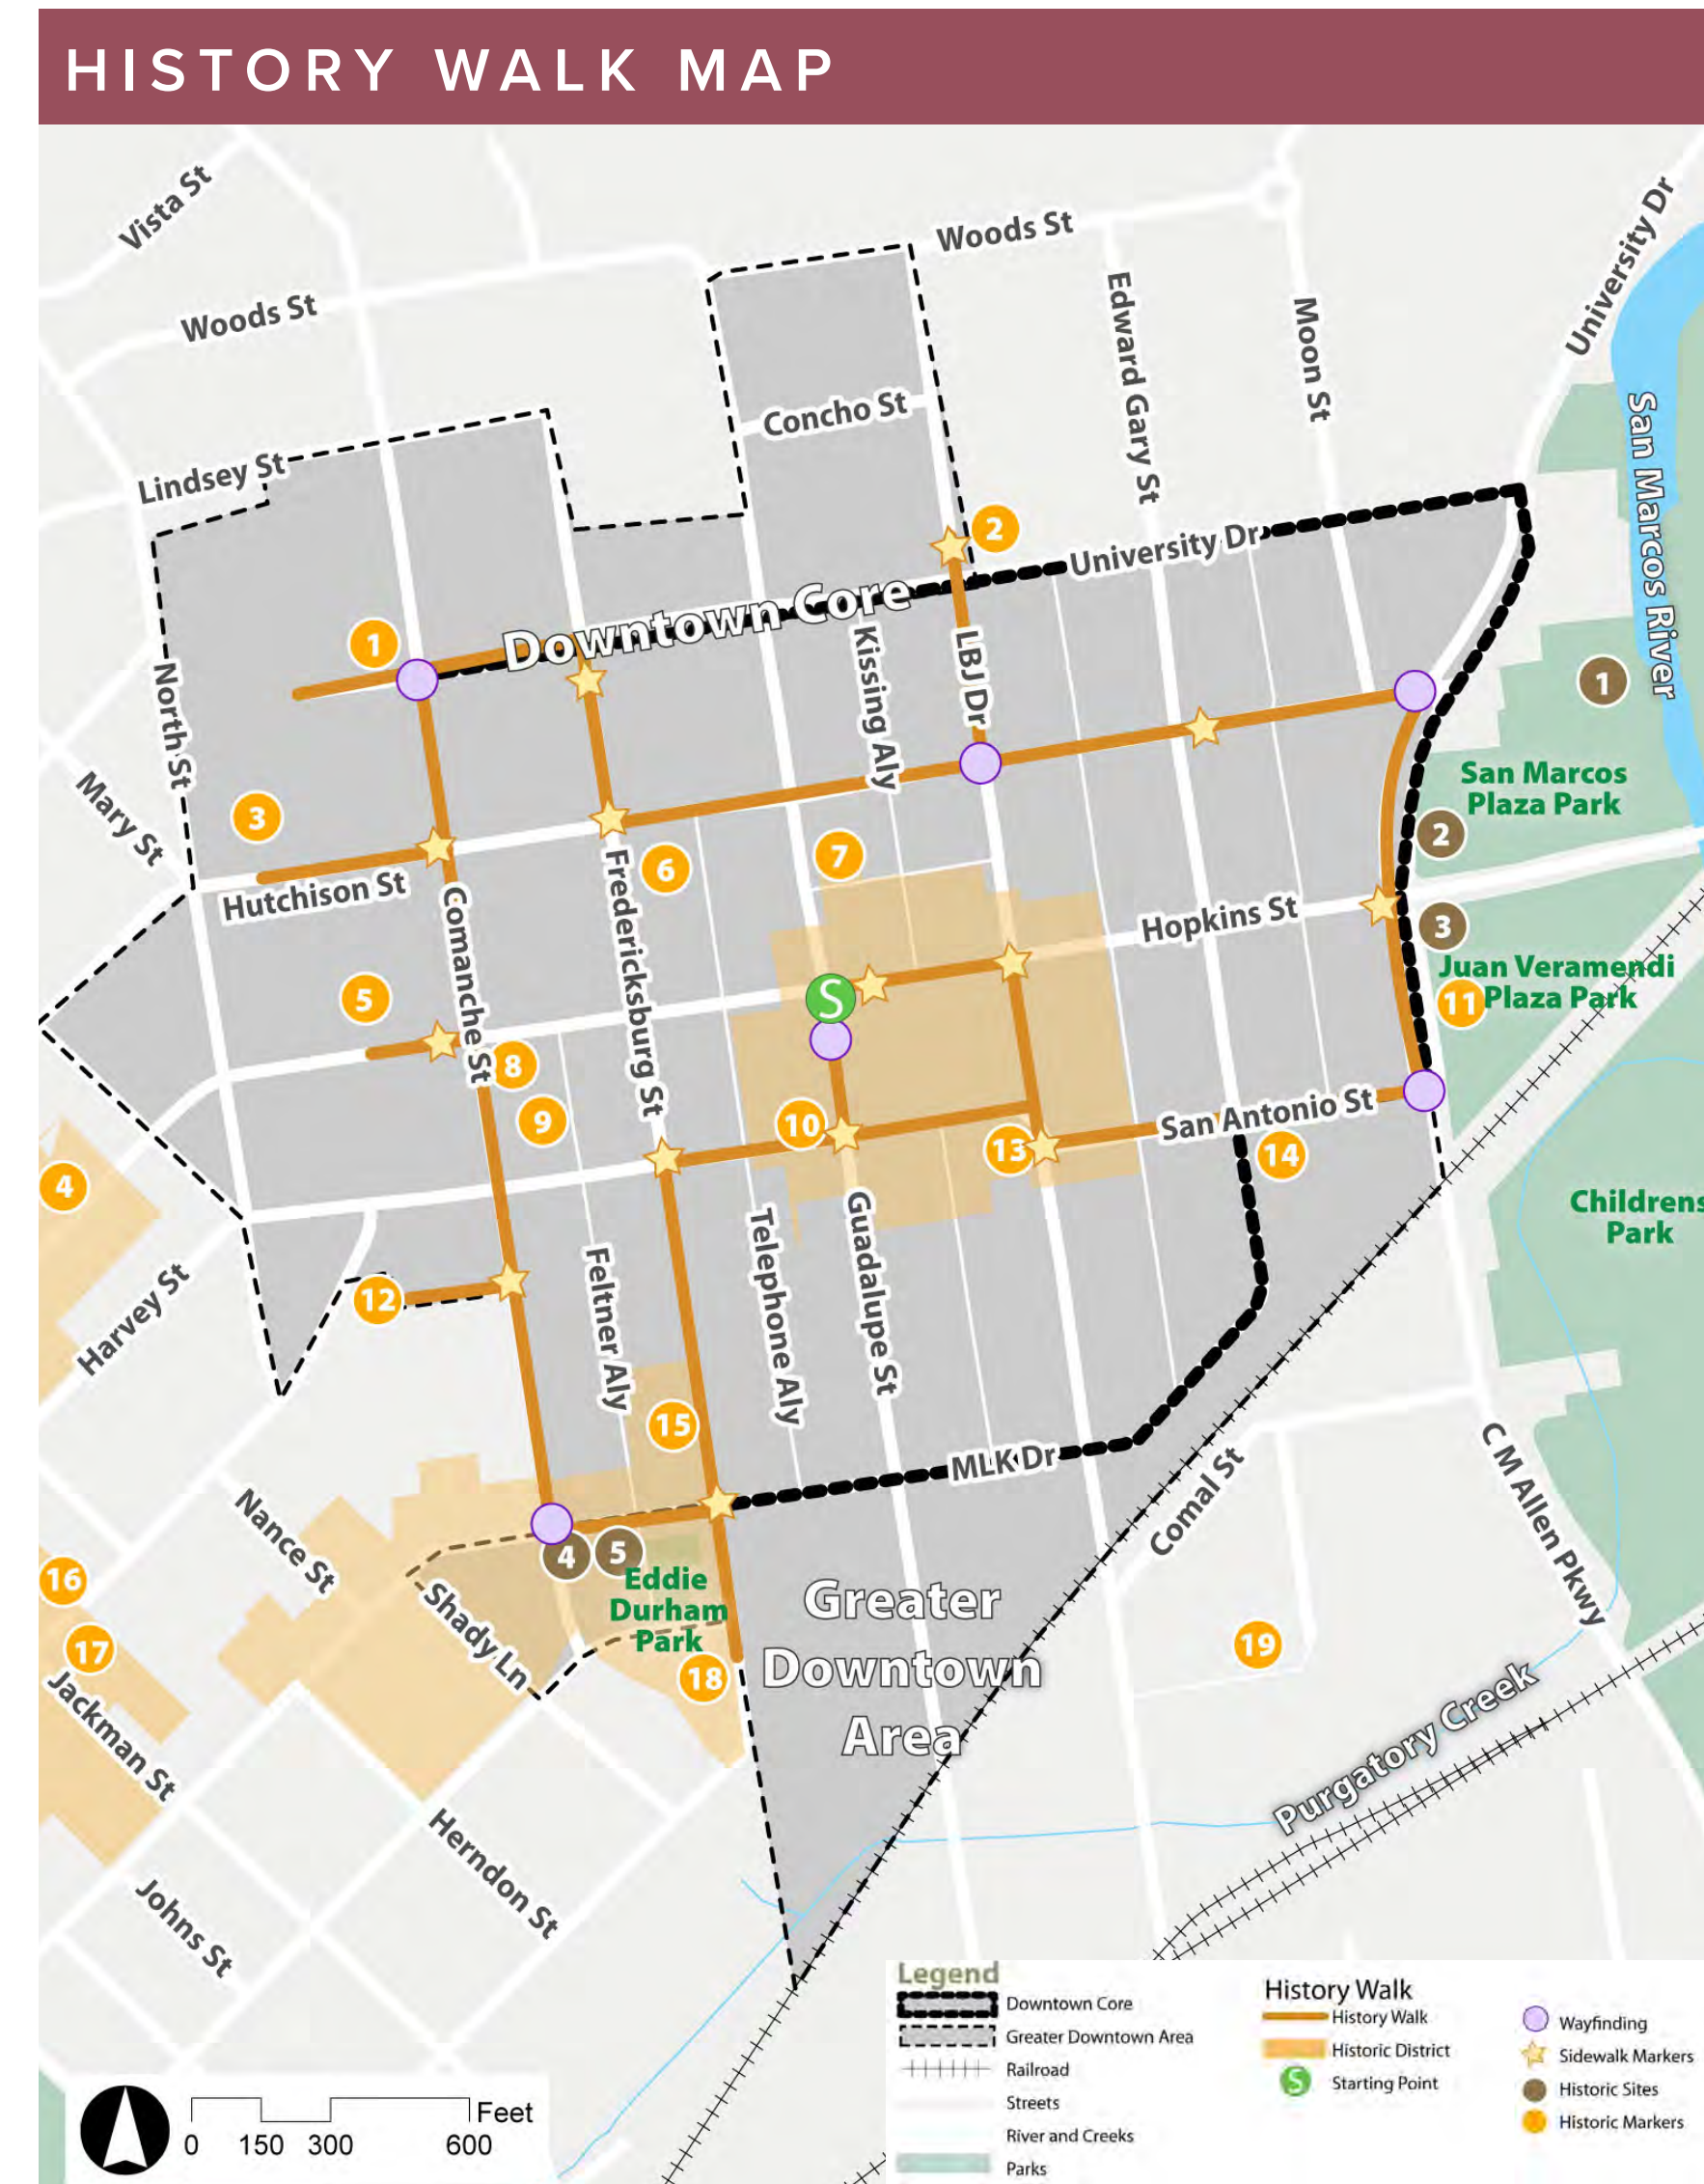 HISTORY WALK MAP
Vista St
Woods St
Woods St
University Dr
Edward Gary St
Moon St
Concho St
Lindsey St
San Marcos River
2
University Dr
Downtown Core
1
Kissing Aly
LBJ Dr
North St
1
San Marcos
Plaza Park
Mary St
3
2
7
6
Hutchison St
Comanche St
Fredericksburg St
Hopkins St
3
Juan Veramendi
Plaza Park
11
5
S
8
9
10
13
San Antonio St
14
4
Childrens
Park
Harvey St
12
Feltner Aly
Telephone Aly
Guadalupe St
15
MLK Dr
Comal St
C M Allen Pkwy
Nance St
4
5
Eddie
Durham
Park
16
17
Shady Ln
18
Greater
Downtown
Area
19
Jackman St
Purgatory Creek
Herndon St
Johns St
Legend
Downtown Core
Greater Downtown Area
Railroad
Streets
River and Creeks
Parks
History Walk
History Walk
Historic District
S
Starting Point
Wayfinding
Sidewalk Markers
Historic Sites
Historic Markers
Feet
0 150 300 600